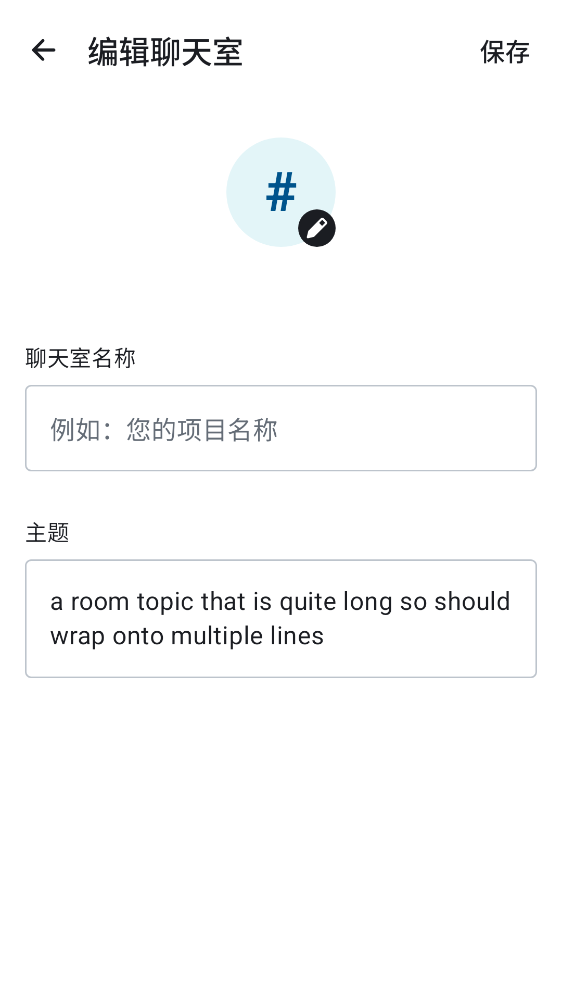 编辑聊天室
保存
#
聊天室名称
例如：您的项目名称
主题
a room topic that is quite long so should
wrap onto multiple lines